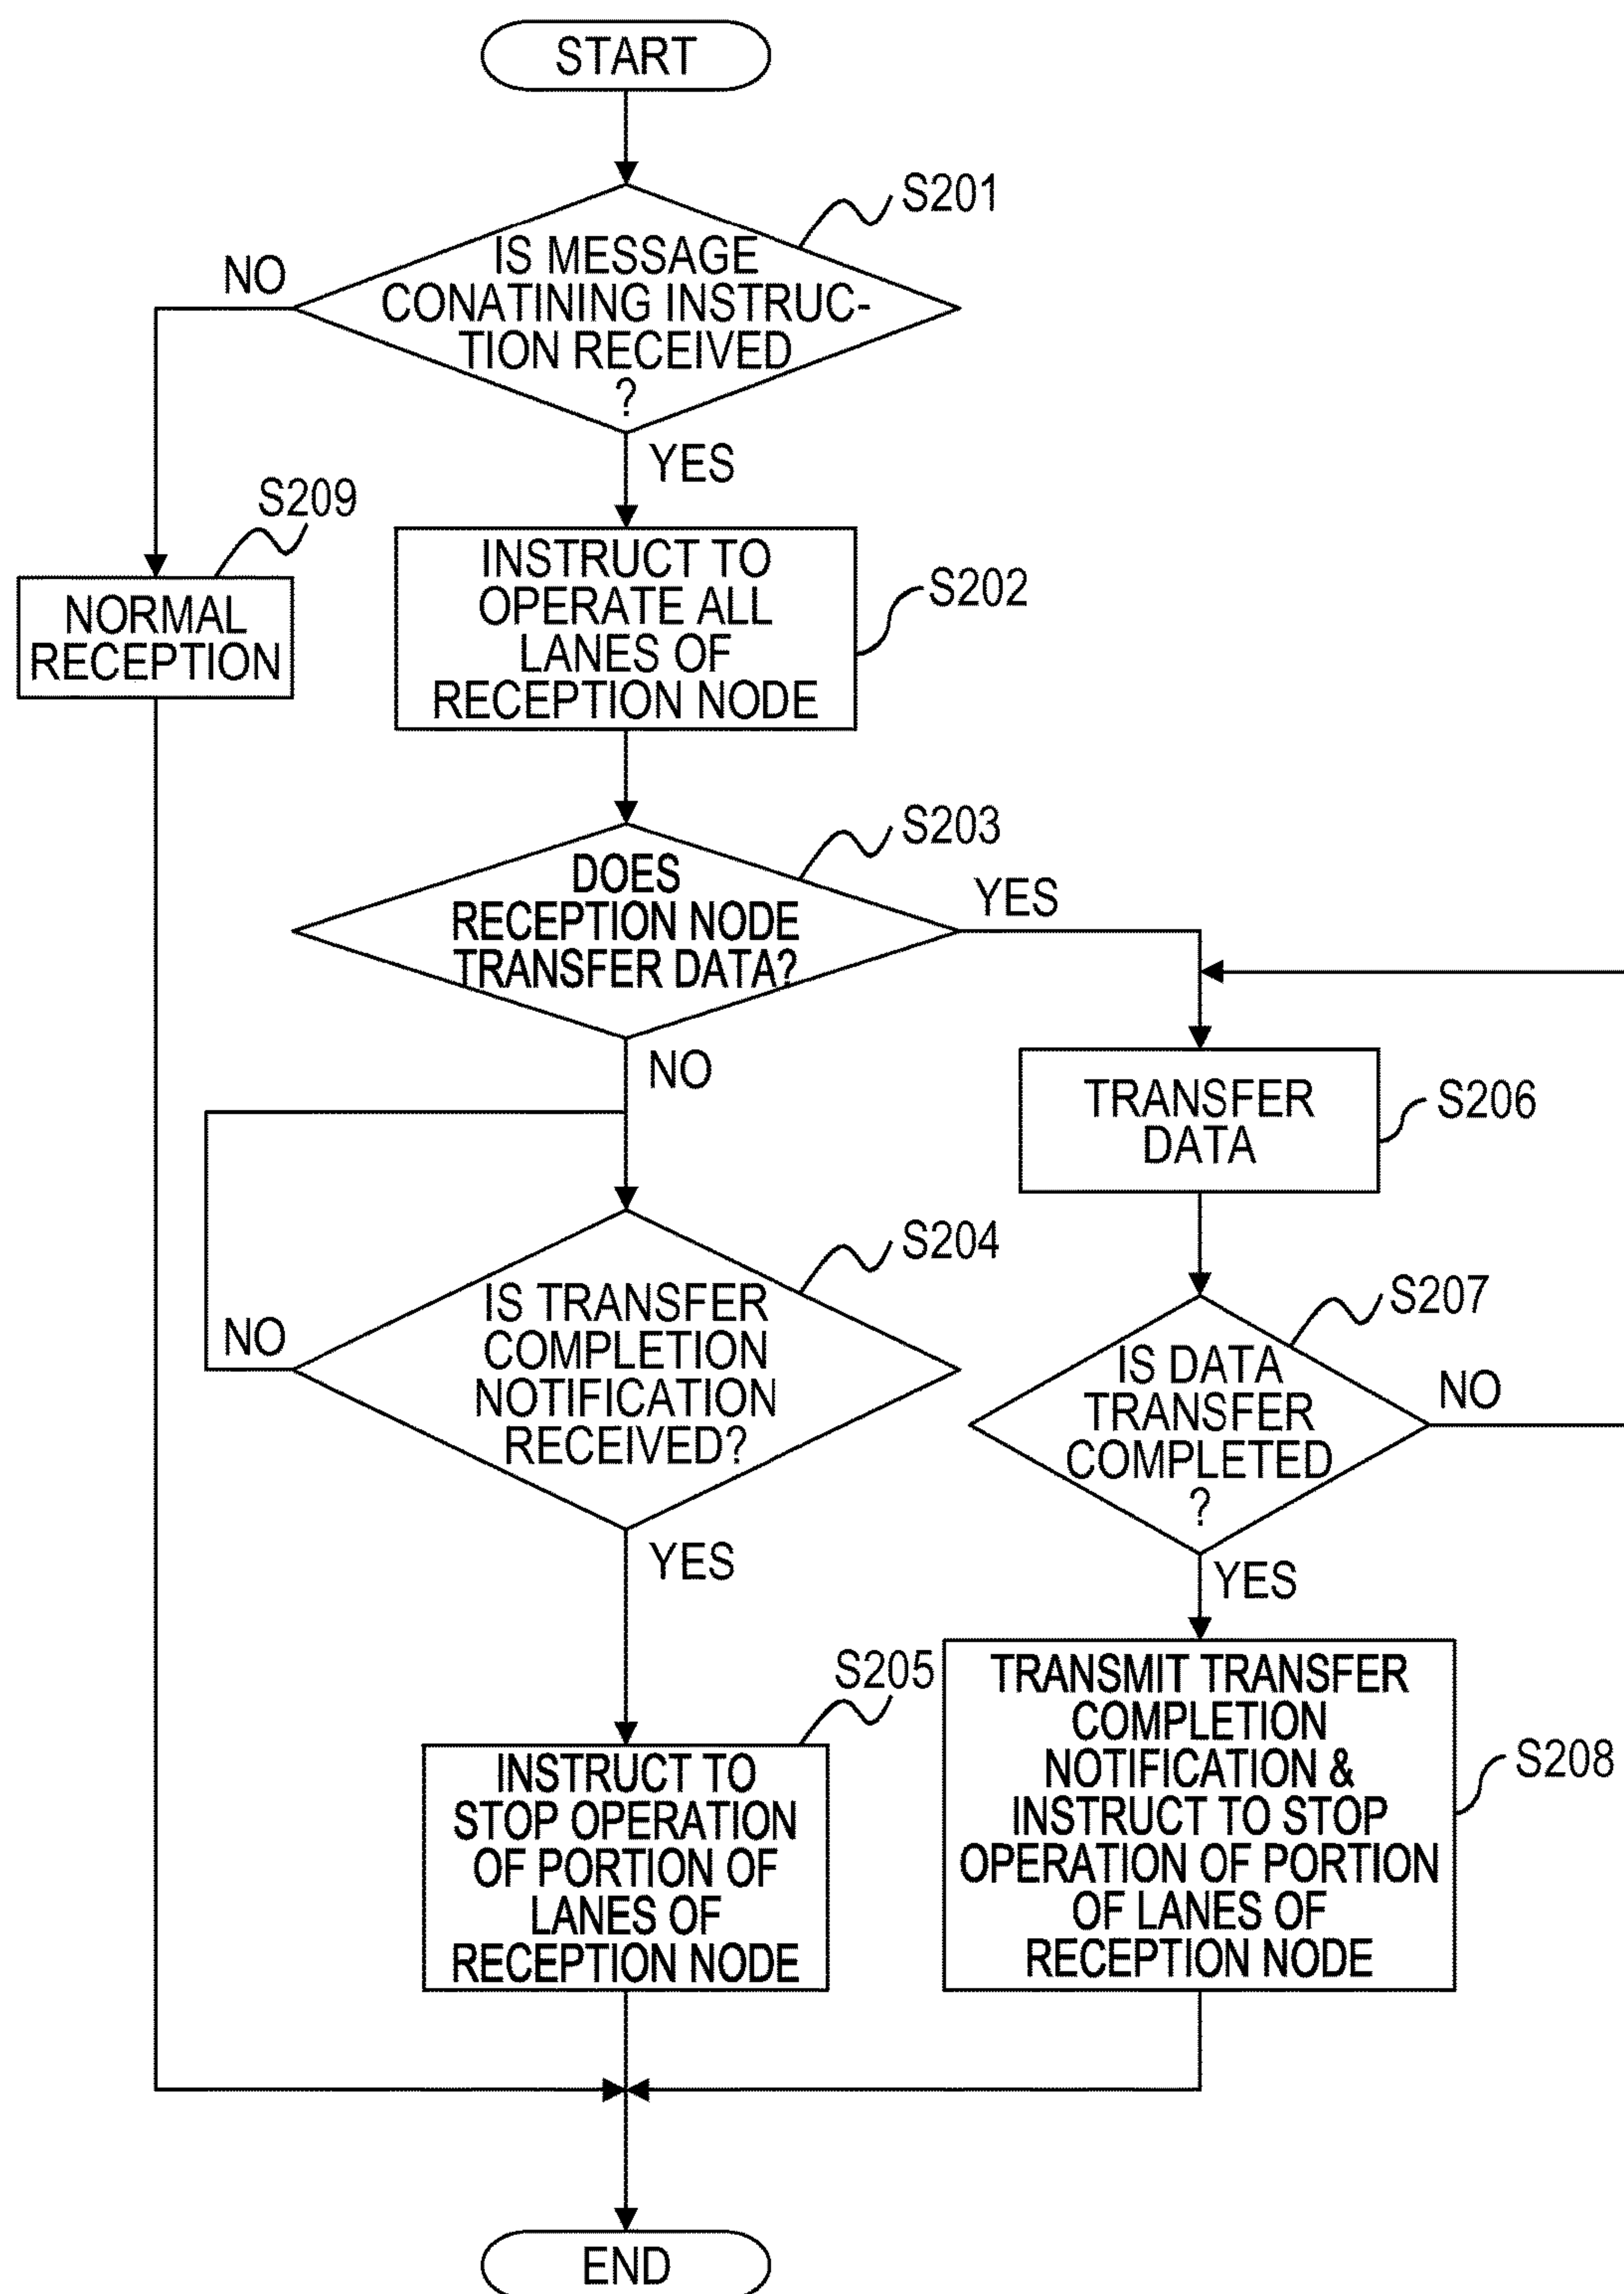 START
S201
IS MESSAGE
CONATINING INSTRUC-
TION RECEIVED
?
NO
YES
S209
NORMAL
RECEPTION
INSTRUCT TO
OPERATE ALL
LANES OF
RECEPTION NODE
S202
S203
DOES
RECEPTION NODE
TRANSFER DATA?
YES
NO
TRANSFER
DATA
S206
S204
IS TRANSFER
COMPLETION
NOTIFICATION
RECEIVED?
NO
YES
S207
IS DATA
TRANSFER
COMPLETED
?
NO
YES
S205
INSTRUCT TO
STOP OPERATION
OF PORTION OF
LANES OF
RECEPTION NODE
TRANSMIT TRANSFER
COMPLETION
NOTIFICATION &
INSTRUCT TO STOP
OPERATION OF PORTION
OF LANES OF
RECEPTION NODE
S208
END